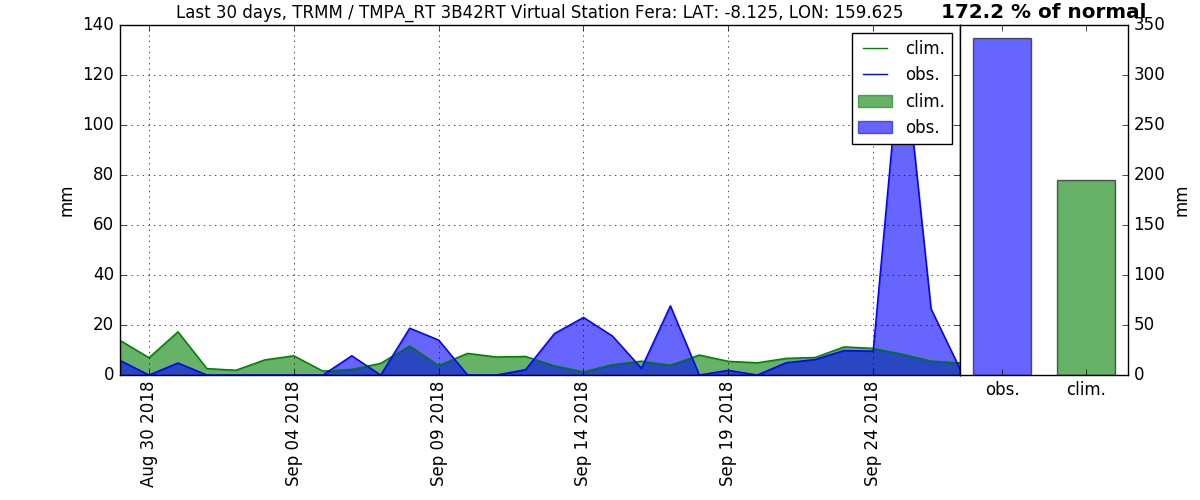 Last 30 days, TRMM / TMPA_RT 3B42RT Virtual Station Fera: LAT: -8.125, LON: 159.625
172.2 % of normal
140
120
100
80
60
40
20
0
mm
clim.
obs.
clim.
obs.
Aug 30 2018
Sep 04 2018
Sep 09 2018
Sep 14 2018
Sep 19 2018
Sep 24 2018
350
300
250
200
150
100
50
0
mm
obs.
clim.